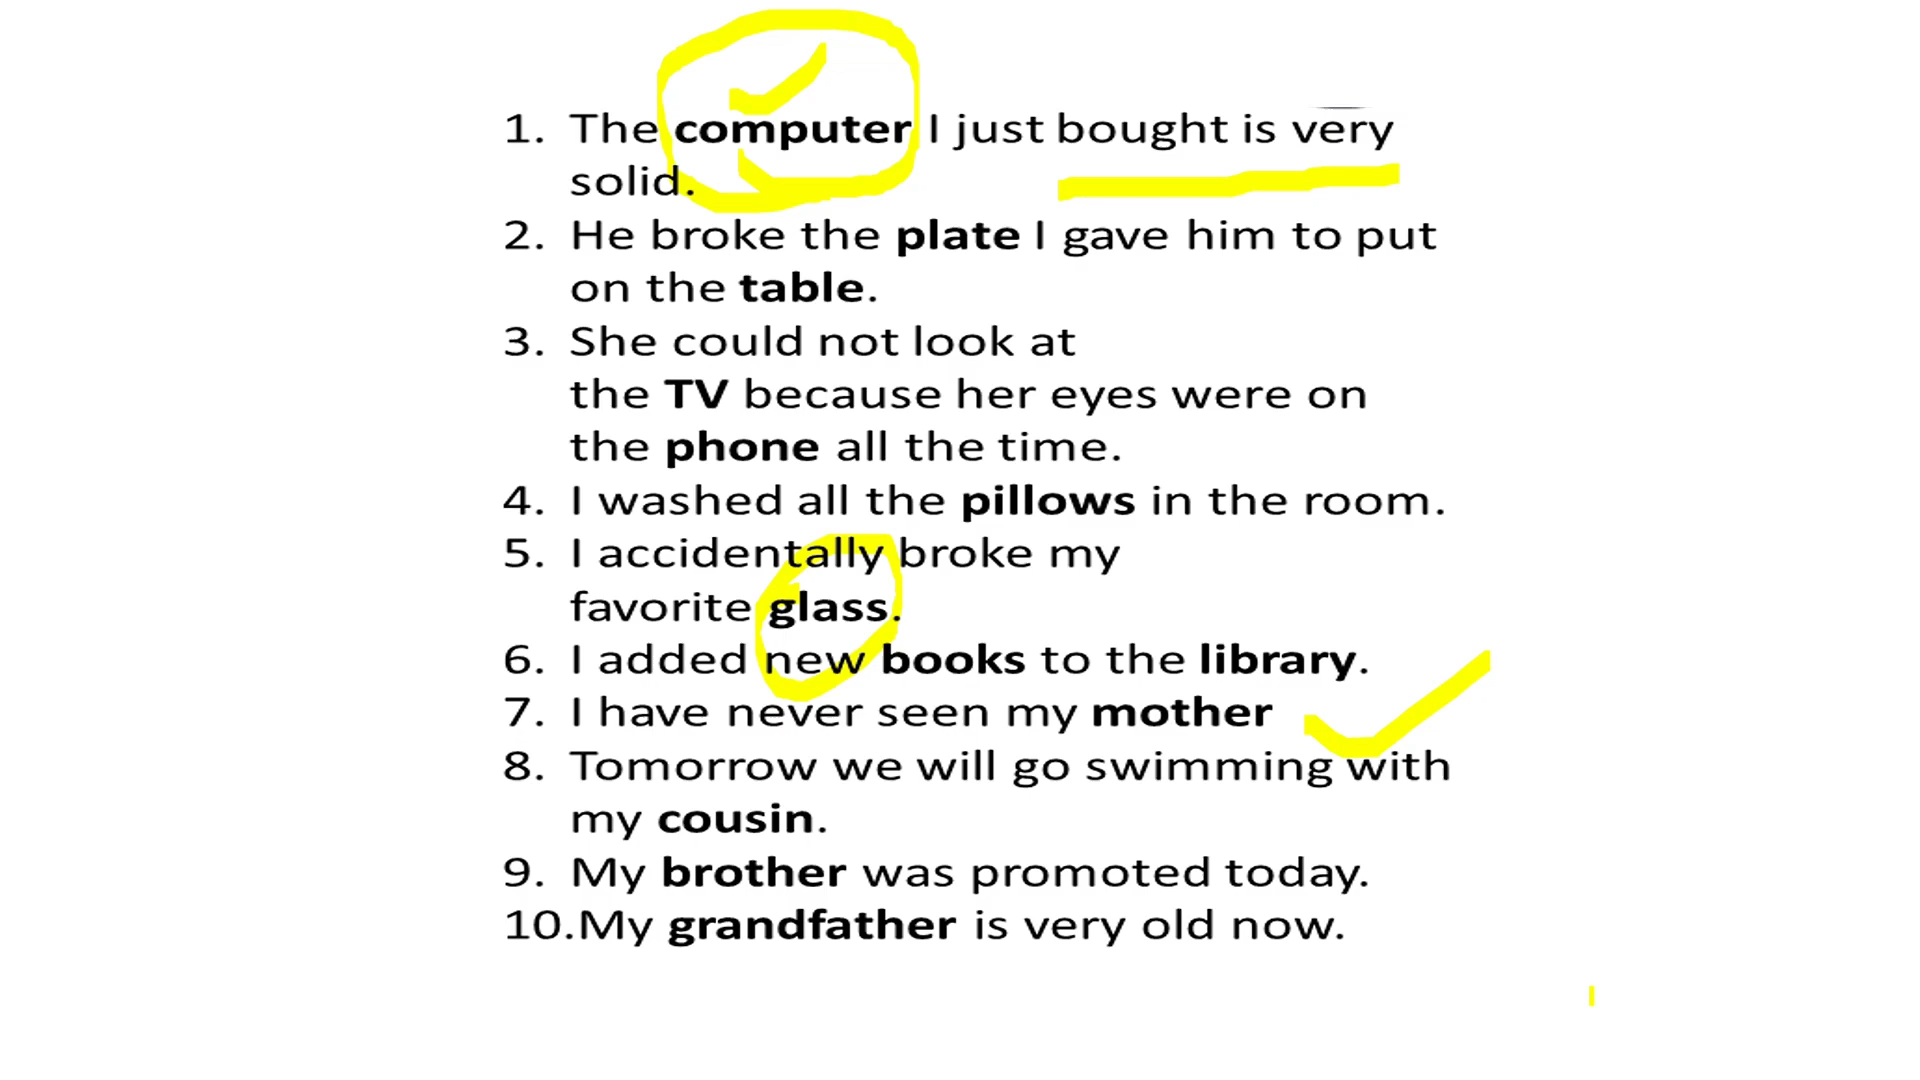 1. The computer I just bought is very
solid.
2. He broke the plate I gave him to put
on the table.
3. She could not look at
the TV because her eyes were on
the phone all the time.
4. I washed all the pillows in the room.
5. I accidentally broke my
favorite glass.
6. I added new books to the library.
7. I have never seen my mother
8. Tomorrow we will go swimming with
my cousin.
9. My brother was promoted today.
10.My grandfather is very old now.